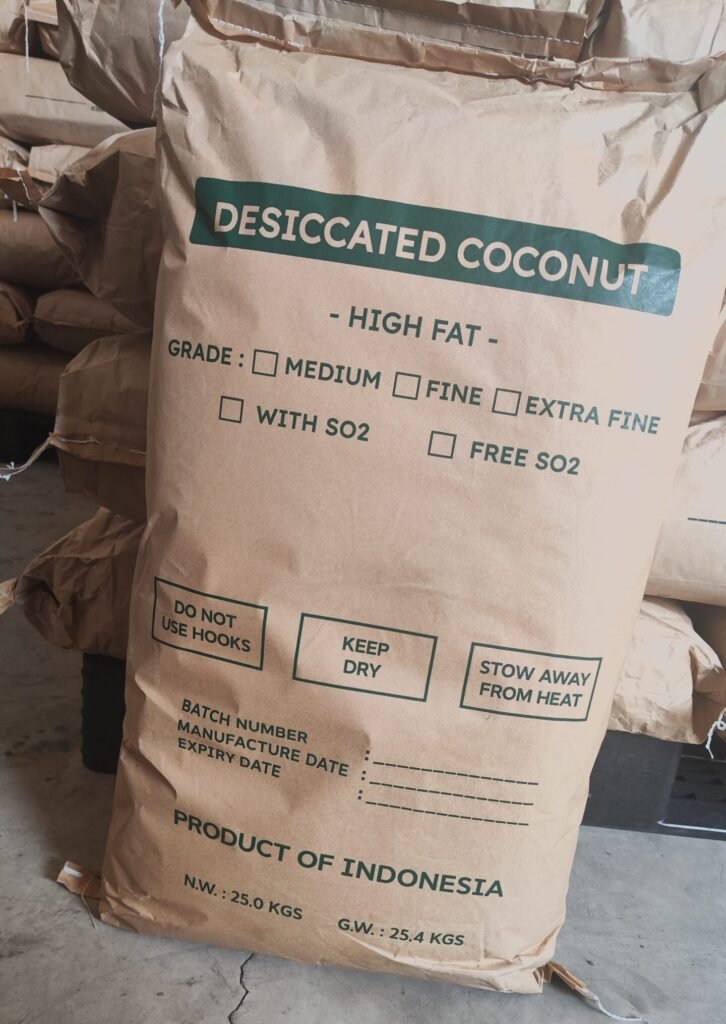 DESICCATED COCONUT
- HIGH FAT -
GRADE : ☐ MEDIUM ☐ FINE ☐ EXTRA FINE
☐ WITH SO2 ☐ FREE SO2
DO NOT
USE HOOKS
KEEP
DRY
STOW AWAY
FROM HEAT
BATCH NUMBER :
MANUFACTURE DATE :
EXPIRY DATE :
PRODUCT OF INDONESIA
N.W. : 25.0 KGS G.W. : 25.4 KGS